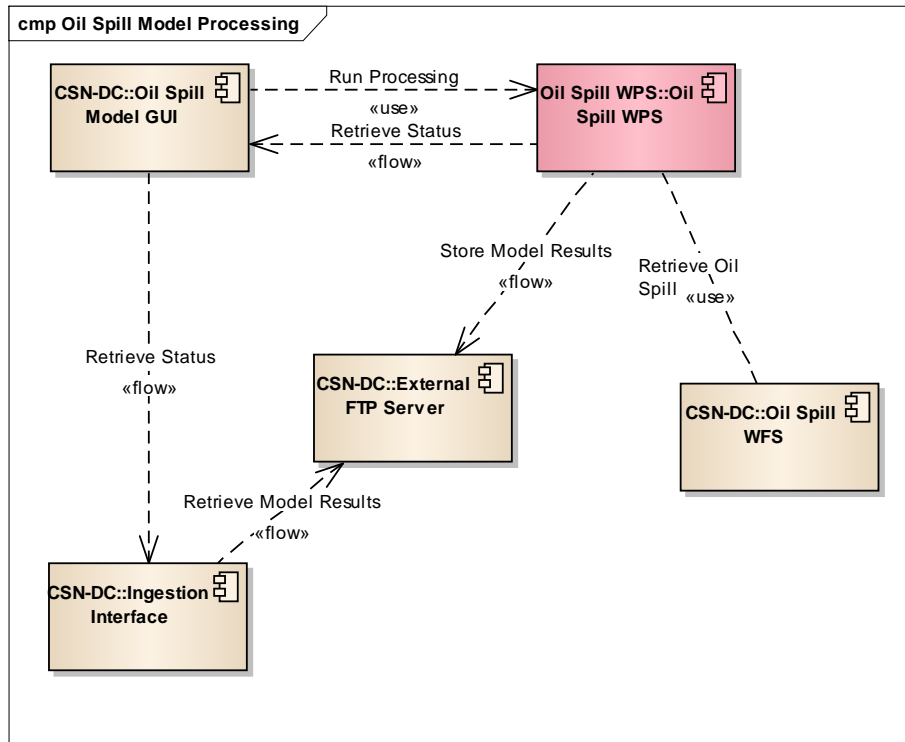 cmp Oil Spill Model Processing
CSN-DC::Oil Spill
Model GUI
Run Processing
«use»
Retrieve Status
«flow»
Oil Spill WPS::Oil
Spill WPS
Store Model Results
«flow»
Retrieve Oil
Spill
«use»
Retrieve Status
«flow»
CSN-DC::External
FTP Server
CSN-DC::Oil Spill
WFS
Retrieve Model Results
«flow»
CSN-DC::Ingestion
Interface